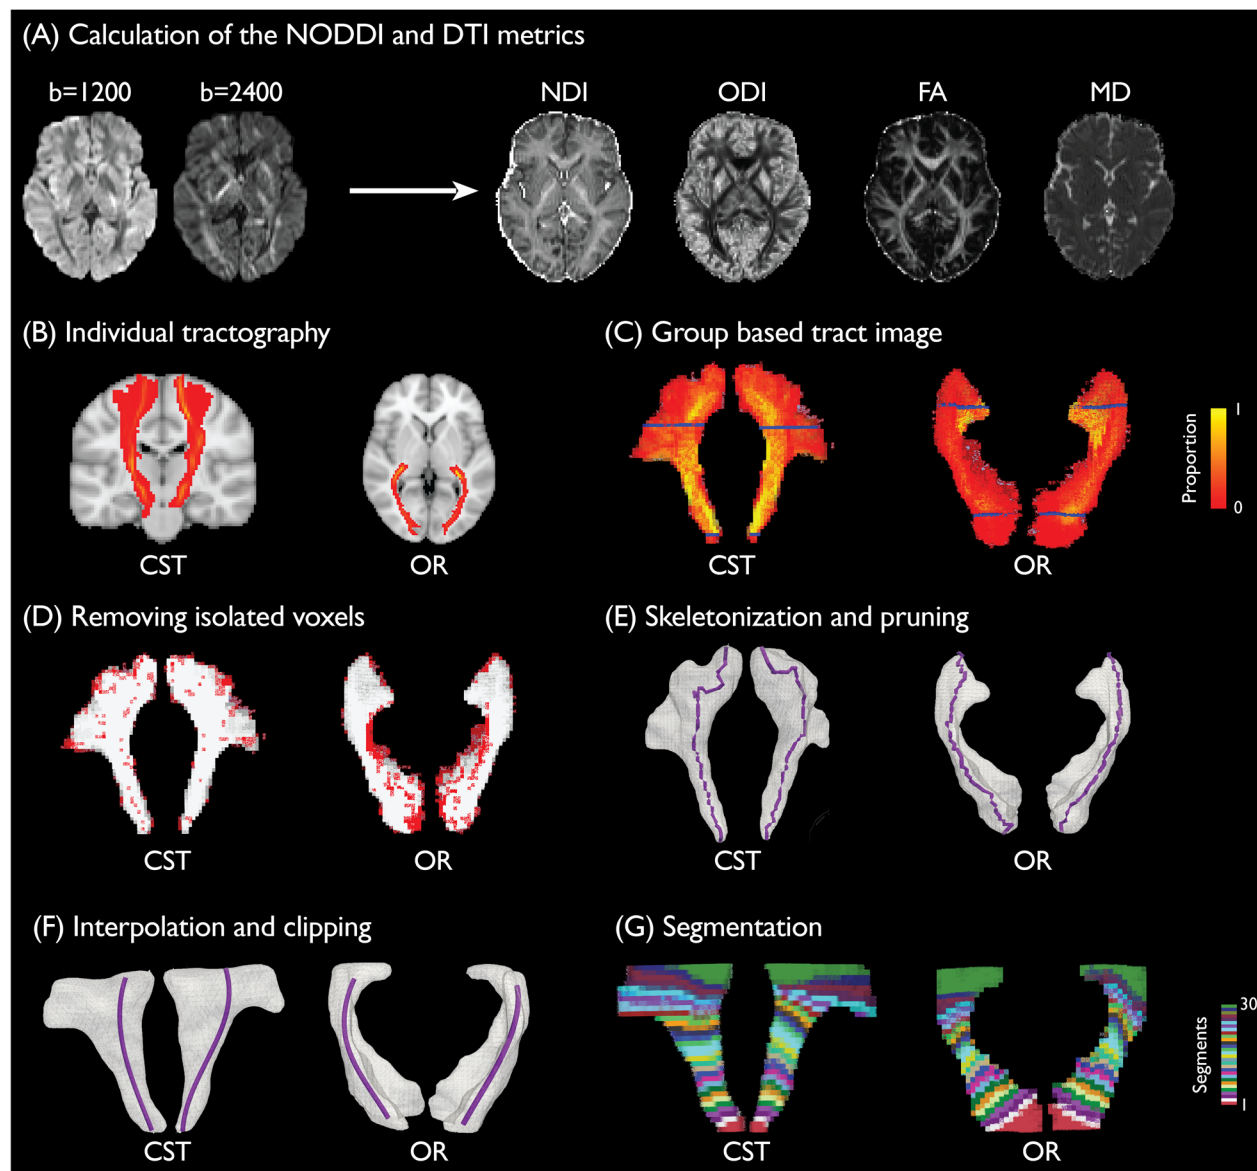 (A) Calculation of the NODDI and DTI metrics
b=1200 b=2400 NDI ODI FA MD
(B) Individual tractography
CST OR
(C) Group based tract image
CST OR
Proportion
1
0
(D) Removing isolated voxels
CST OR
(E) Skeletonization and pruning
CST OR
(F) Interpolation and clipping
CST OR
(G) Segmentation
CST OR
Segments
30
1